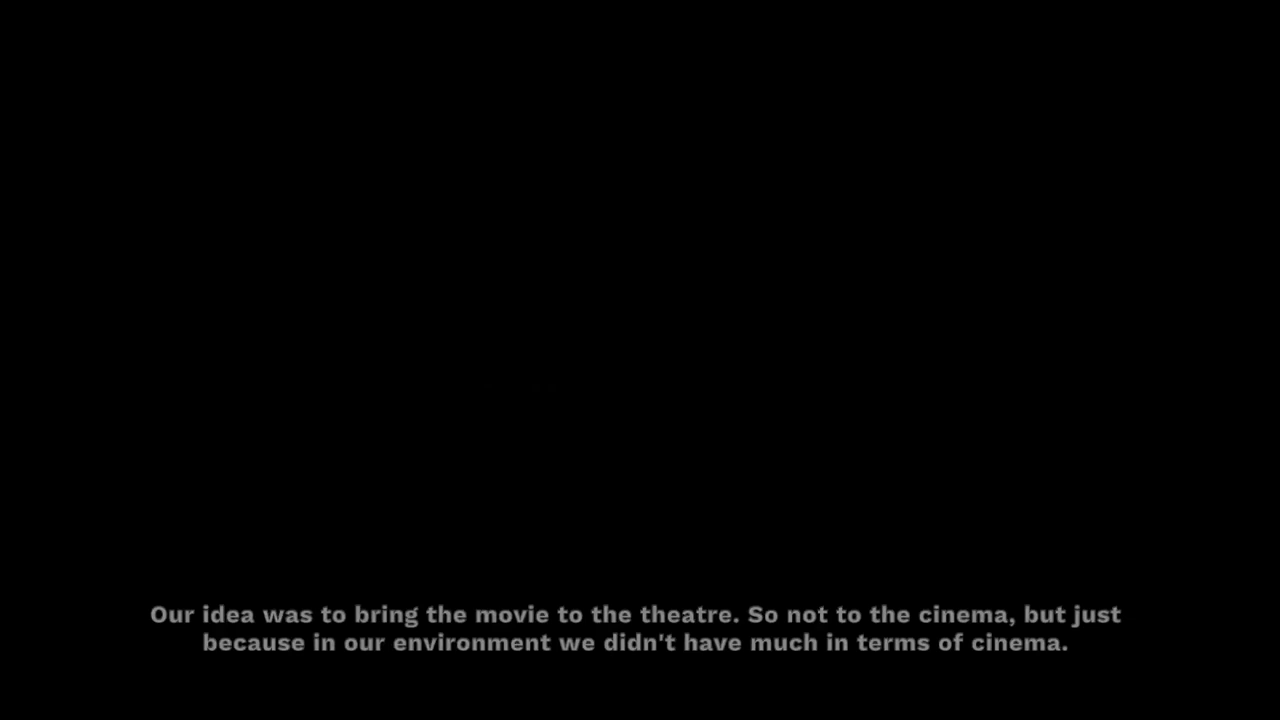 Our idea was to bring the movie to the theatre. So not to the cinema, but just
because in our environment we didn't have much in terms of cinema.